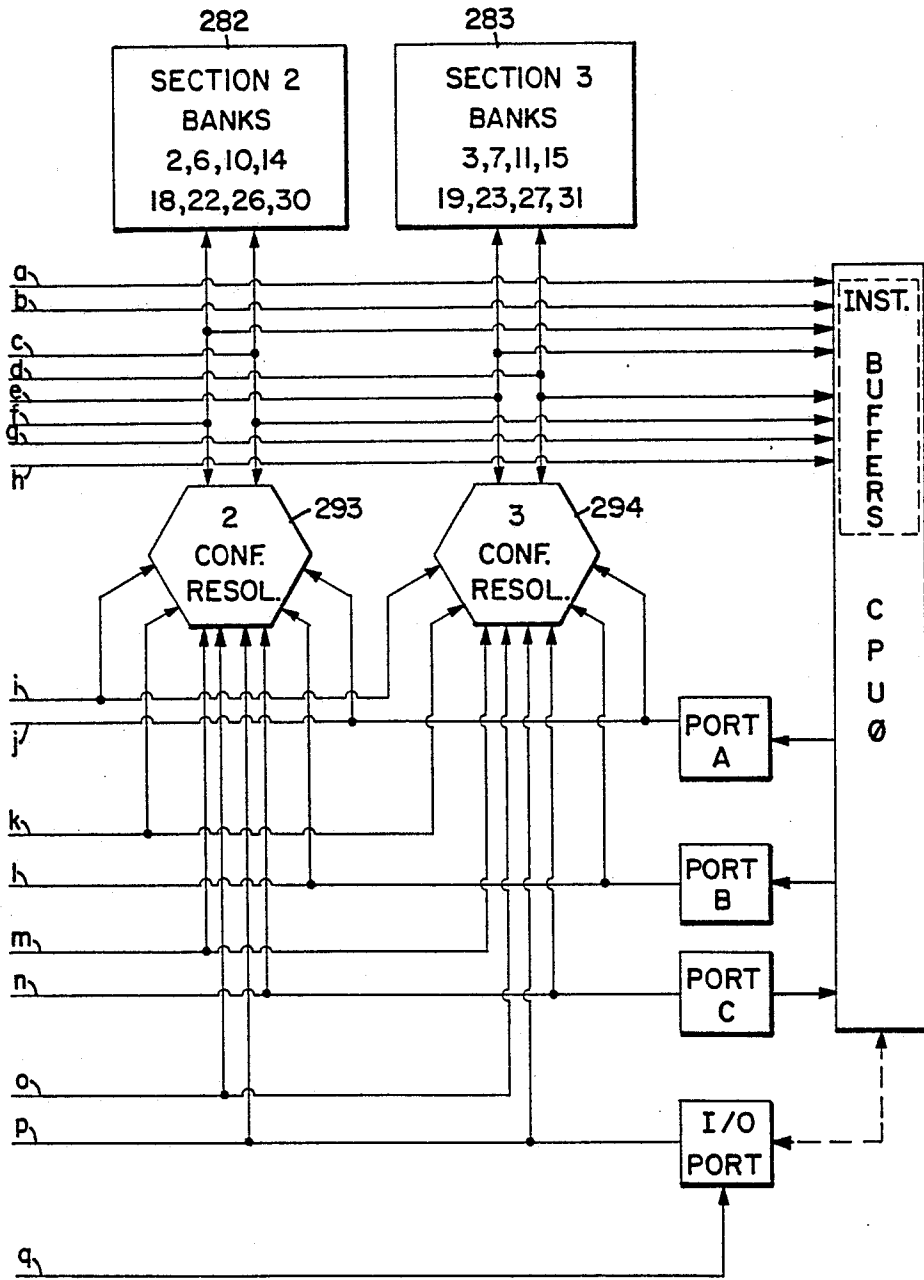 282
283
SECTION 2
BANKS
2,6,10,14
18,22,26,30
SECTION 3
BANKS
3,7,11,15
19,23,27,31
a
b
c
d
e
f
g
h
INST.
BUFFERS
CPUØ
2
CONF.
RESOL.
293
3
CONF.
RESOL.
294
i
j
PORT
A
k
l
PORT
B
m
n
PORT
C
o
p
I/O
PORT
q